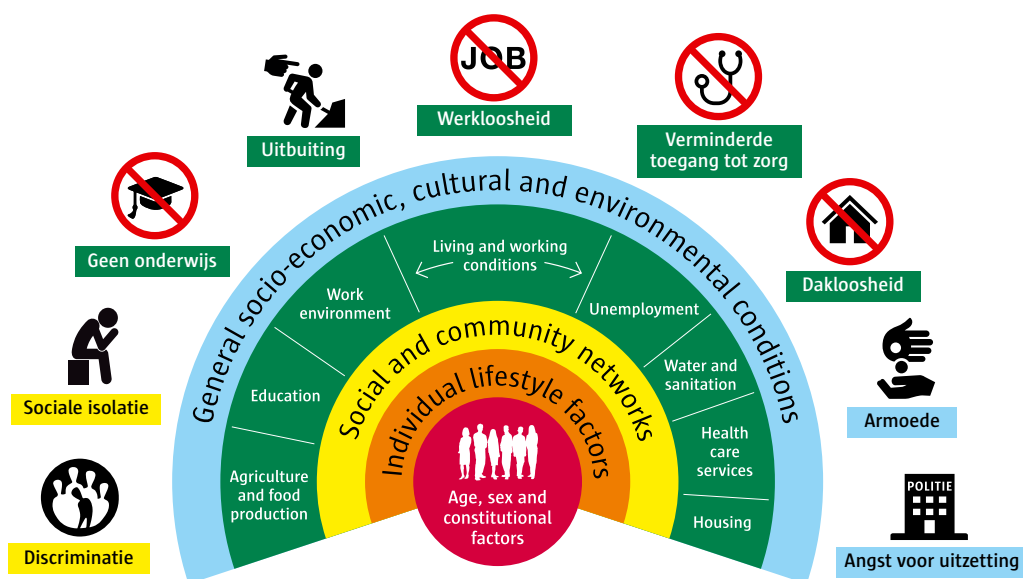 JOB
Werkloosheid
Verminderde
toegang tot zorg
Uitbuiting
Geen onderwijs
Dakloosheid
Sociale isolatie
Armoede
Discriminatie
POLITIE
Angst voor uitzetting
General socio-economic, cultural and environmental conditions
Living and working
conditions
Work
environment
Unemployment
Education
Water and
sanitation
Agriculture
and food
production
Health
care
services
Housing
Social and community networks
Individual lifestyle factors
Age, sex and
constitutional
factors